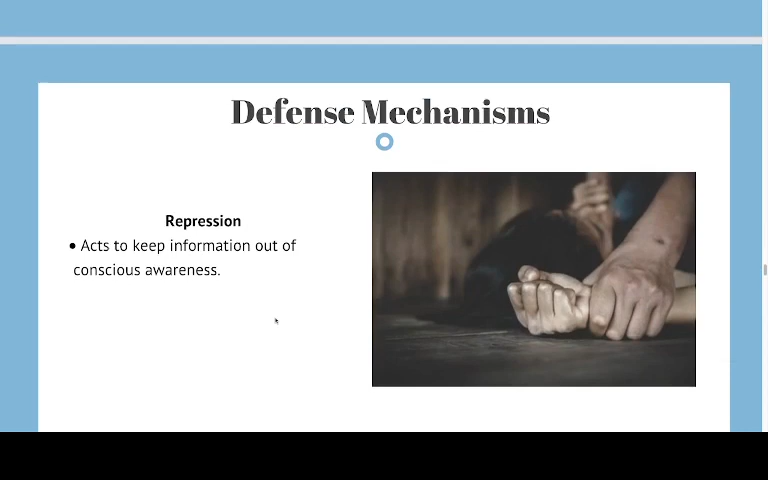 Defense Mechanisms
Repression
• Acts to keep information out of
conscious awareness.